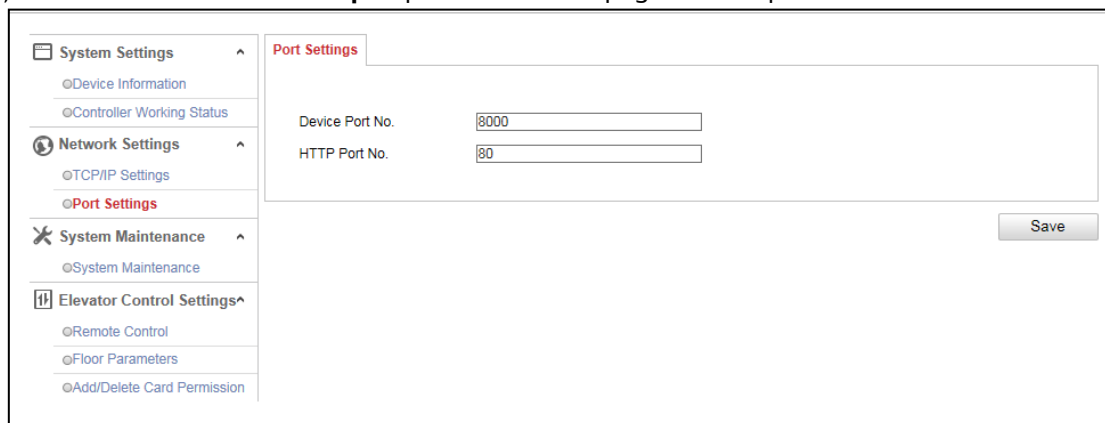 System Settings
Device Information
Controller Working Status
Network Settings
TCP/IP Settings
Port Settings
System Maintenance
System Maintenance
Elevator Control Settings
Remote Control
Floor Parameters
Add/Delete Card Permission
Port Settings
Device Port No. 8000
HTTP Port No. 80
Save